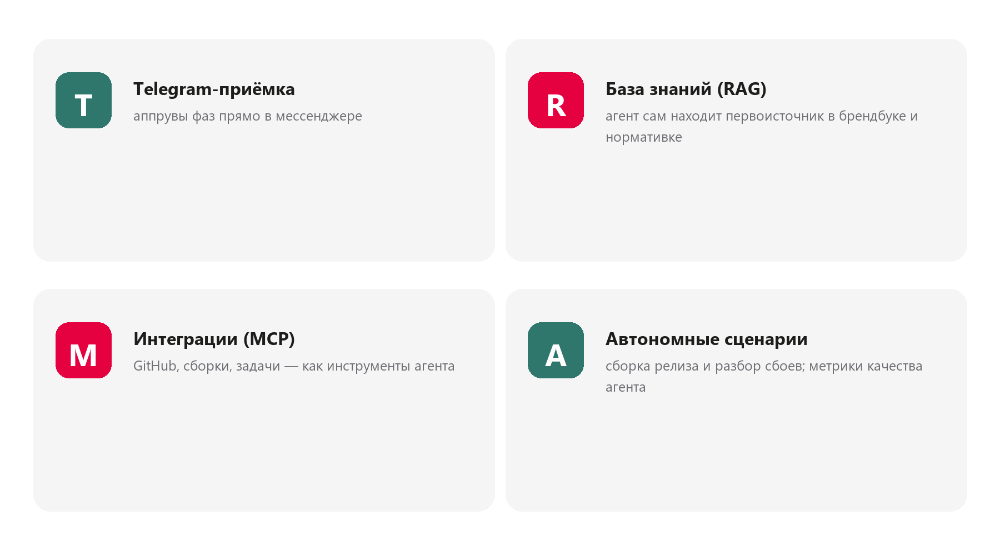 T
Telegram-приёмка
аппрувы фаз прямо в мессенджере
R
База знаний (RAG)
агент сам находит первоисточник в брендбуке и
нормативке
M
Интеграции (MCP)
GitHub, сборки, задачи — как инструменты агента
A
Автономные сценарии
сборка релиза и разбор сбоев; метрики качества
агента